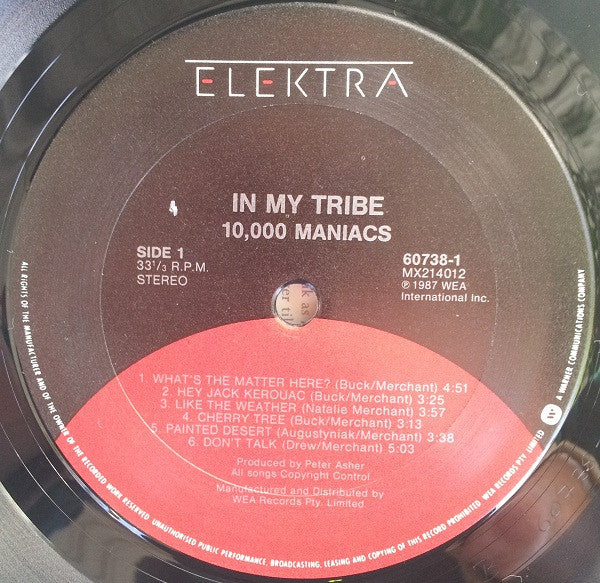 ELEKTRA
IN MY TRIBE
10,000 MANIACS
SIDE 1
33 1/3 R.P.M.
STEREO
60738-1
MX214012
℗ 1987 WEA
International Inc.
1. WHAT'S THE MATTER HERE? (Buck/Merchant) 4:51
2. HEY JACK KEROUAC (Buck/Merchant) 3:25
3. LIKE THE WEATHER (Natalie Merchant) 3:57
4. CHERRY TREE (Buck/Merchant) 3:13
5. PAINTED DESERT (Augustyniak/Merchant) 3:38
6. DON'T TALK (Drew/Merchant) 5:03
Produced by Peter Asher
All songs Copyright Control
Manufactured and Distributed by
WEA Records Pty. Limited
ALL RIGHTS OF THE MANUFACTURER AND OF THE OWNER OF THE RECORDED WORK RESERVED. UNAUTHORISED PUBLIC PERFORMANCE, BROADCASTING, LEASING AND COPYING OF THIS RECORD PROHIBITED. WEA RECORDS PTY. LIMITED
A WARNER COMMUNICATIONS COMPANY